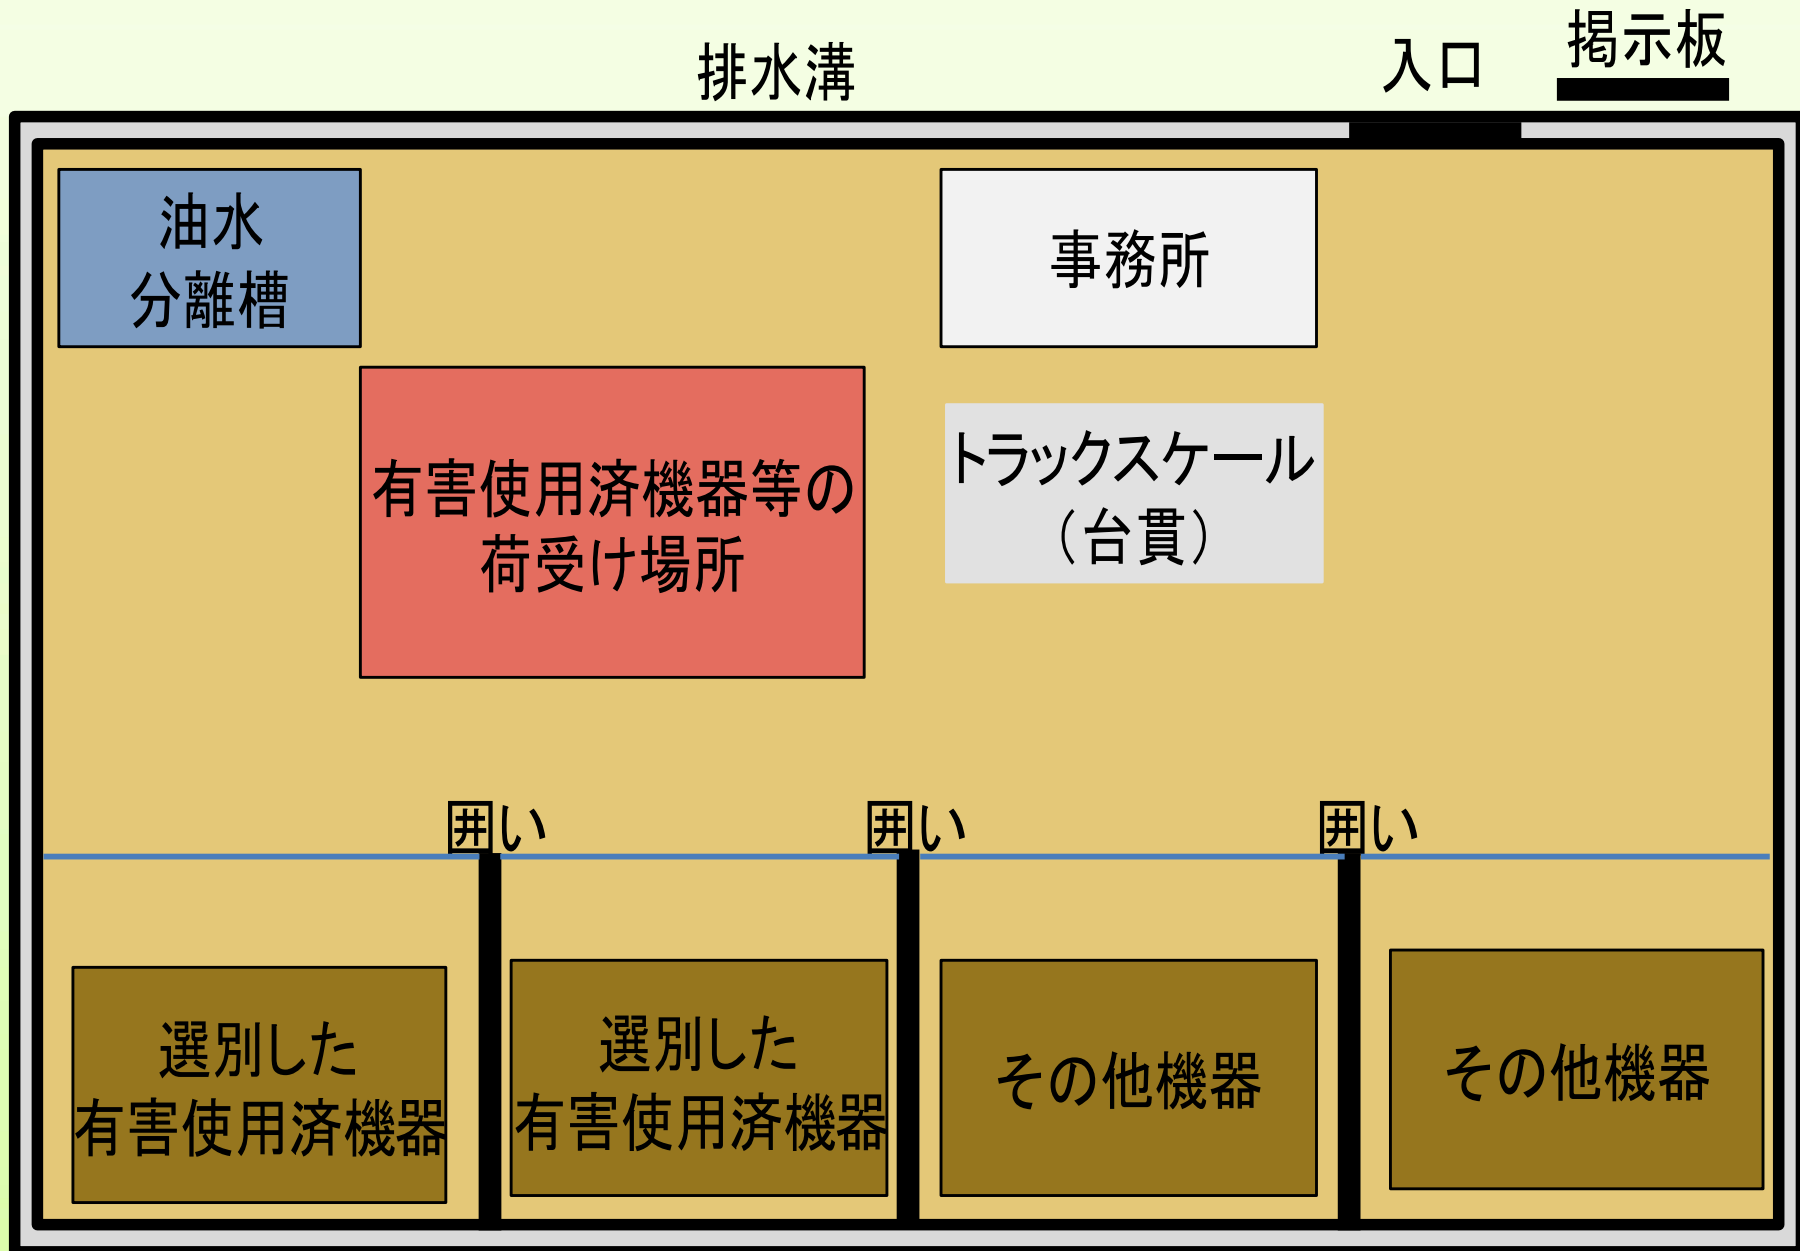 排水溝
入口
掲示板
油水
分離槽
事務所
有害使用済機器等の
荷受け場所
トラックスケール
（台貫）
囲い
囲い
囲い
選別した
有害使用済機器
選別した
有害使用済機器
その他機器
その他機器